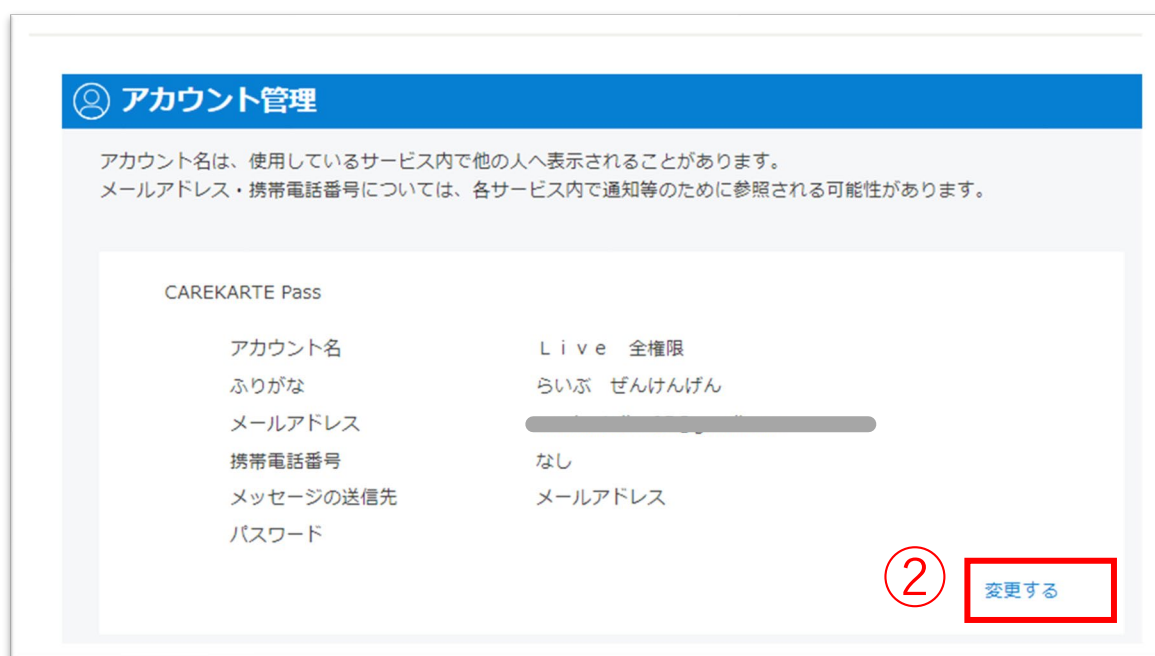 アカウント管理
アカウント名は、使用しているサービス内で他の人へ表示されることがあります。
メールアドレス・携帯電話番号については、各サービス内で通知等のために参照される可能性があります。
CAREKARTE Pass
アカウント名 Ｌｉｖｅ　全権限
ふりがな らいぶ　ぜんけんげん
メールアドレス
携帯電話番号 なし
メッセージの送信先 メールアドレス
パスワード
② 変更する